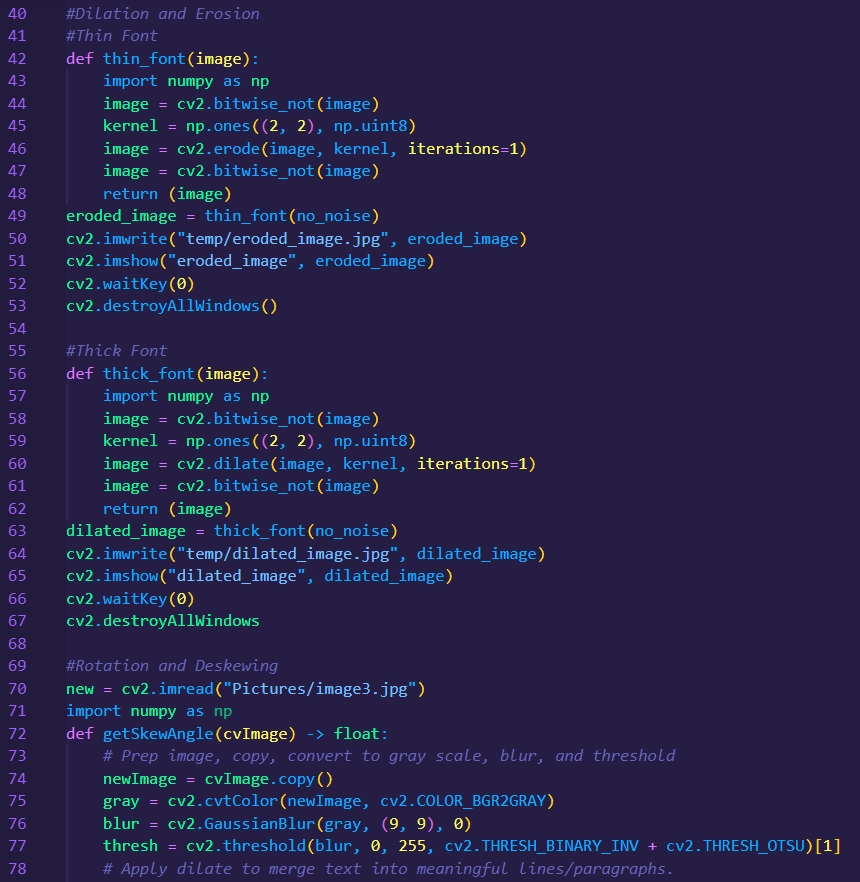 40 #Dilation and Erosion
41 #Thin Font
42 def thin_font(image):
43     import numpy as np
44     image = cv2.bitwise_not(image)
45     kernel = np.ones((2, 2), np.uint8)
46     image = cv2.erode(image, kernel, iterations=1)
47     image = cv2.bitwise_not(image)
48     return (image)
49 eroded_image = thin_font(no_noise)
50 cv2.imwrite("temp/eroded_image.jpg", eroded_image)
51 cv2.imshow("eroded_image", eroded_image)
52 cv2.waitKey(0)
53 cv2.destroyAllWindows()
54
55 #Thick Font
56 def thick_font(image):
57     import numpy as np
58     image = cv2.bitwise_not(image)
59     kernel = np.ones((2, 2), np.uint8)
60     image = cv2.dilate(image, kernel, iterations=1)
61     image = cv2.bitwise_not(image)
62     return (image)
63 dilated_image = thick_font(no_noise)
64 cv2.imwrite("temp/dilated_image.jpg", dilated_image)
65 cv2.imshow("dilated_image", dilated_image)
66 cv2.waitKey(0)
67 cv2.destroyAllWindows
68
69 #Rotation and Deskewing
70 new = cv2.imread("Pictures/image3.jpg")
71 import numpy as np
72 def getSkewAngle(cvImage) -> float:
73     # Prep image, copy, convert to gray scale, blur, and threshold
74     newImage = cvImage.copy()
75     gray = cv2.cvtColor(newImage, cv2.COLOR_BGR2GRAY)
76     blur = cv2.GaussianBlur(gray, (9, 9), 0)
77     thresh = cv2.threshold(blur, 0, 255, cv2.THRESH_BINARY_INV + cv2.THRESH_OTSU)[1]
78     # Apply dilate to merge text into meaningful lines/paragraphs.